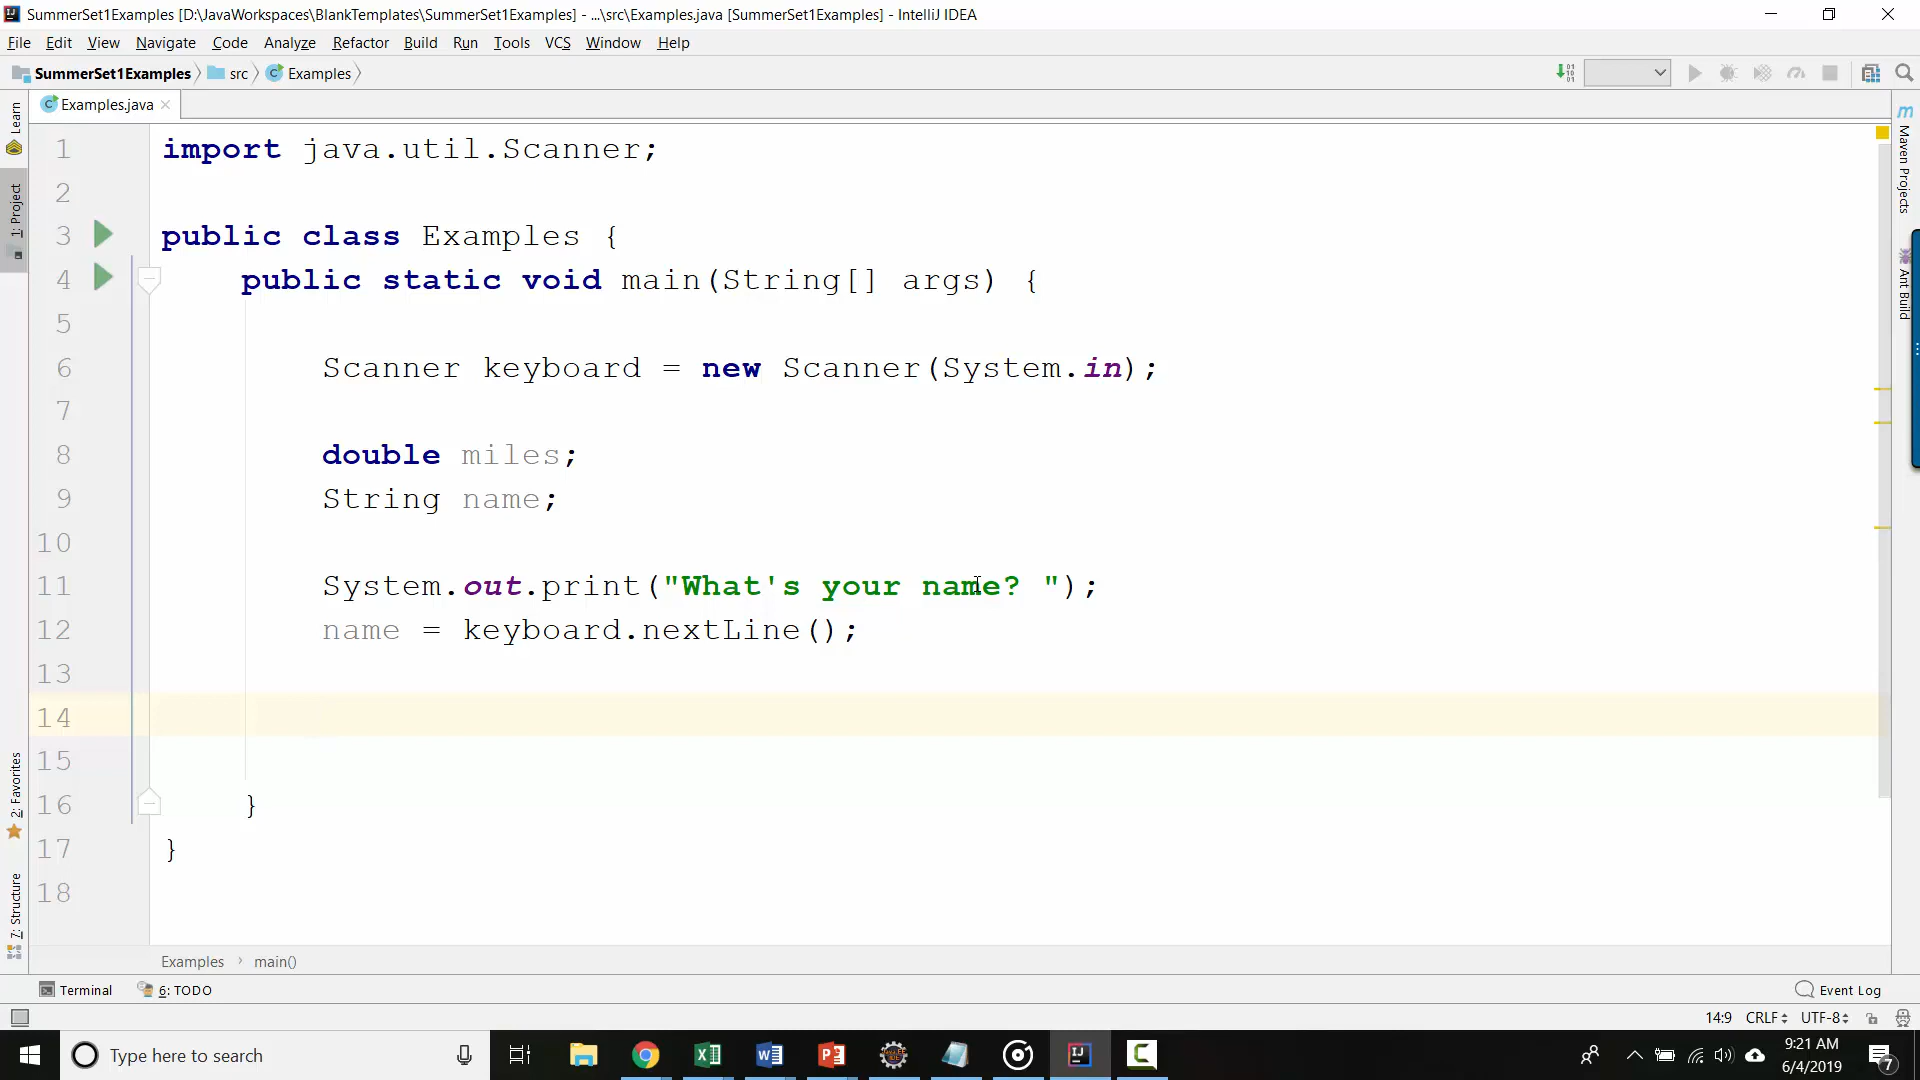 SummerSet1Examples [D:\JavaWorkspaces\BlankTemplates\SummerSet1Examples] - ...\src\Examples.java [SummerSet1Examples] - IntelliJ IDEA
File Edit View Navigate Code Analyze Refactor Build Run Tools VCS Window Help
SummerSet1Examples src Examples
Examples.java
Learn
1: Project
2: Favorites
7: Structure
Maven Projects
Ant Build
1 import java.util.Scanner;
2
3 public class Examples {
4 public static void main(String[] args) {
5
6 Scanner keyboard = new Scanner(System.in);
7
8 double miles;
9 String name;
10
11 System.out.print("What's your name? ");
12 name = keyboard.nextLine();
13
14
15
16 }
17 }
18
Examples › main()
Terminal 6: TODO Event Log
14:9 CRLF UTF-8
Type here to search
9:21 AM
6/4/2019
7